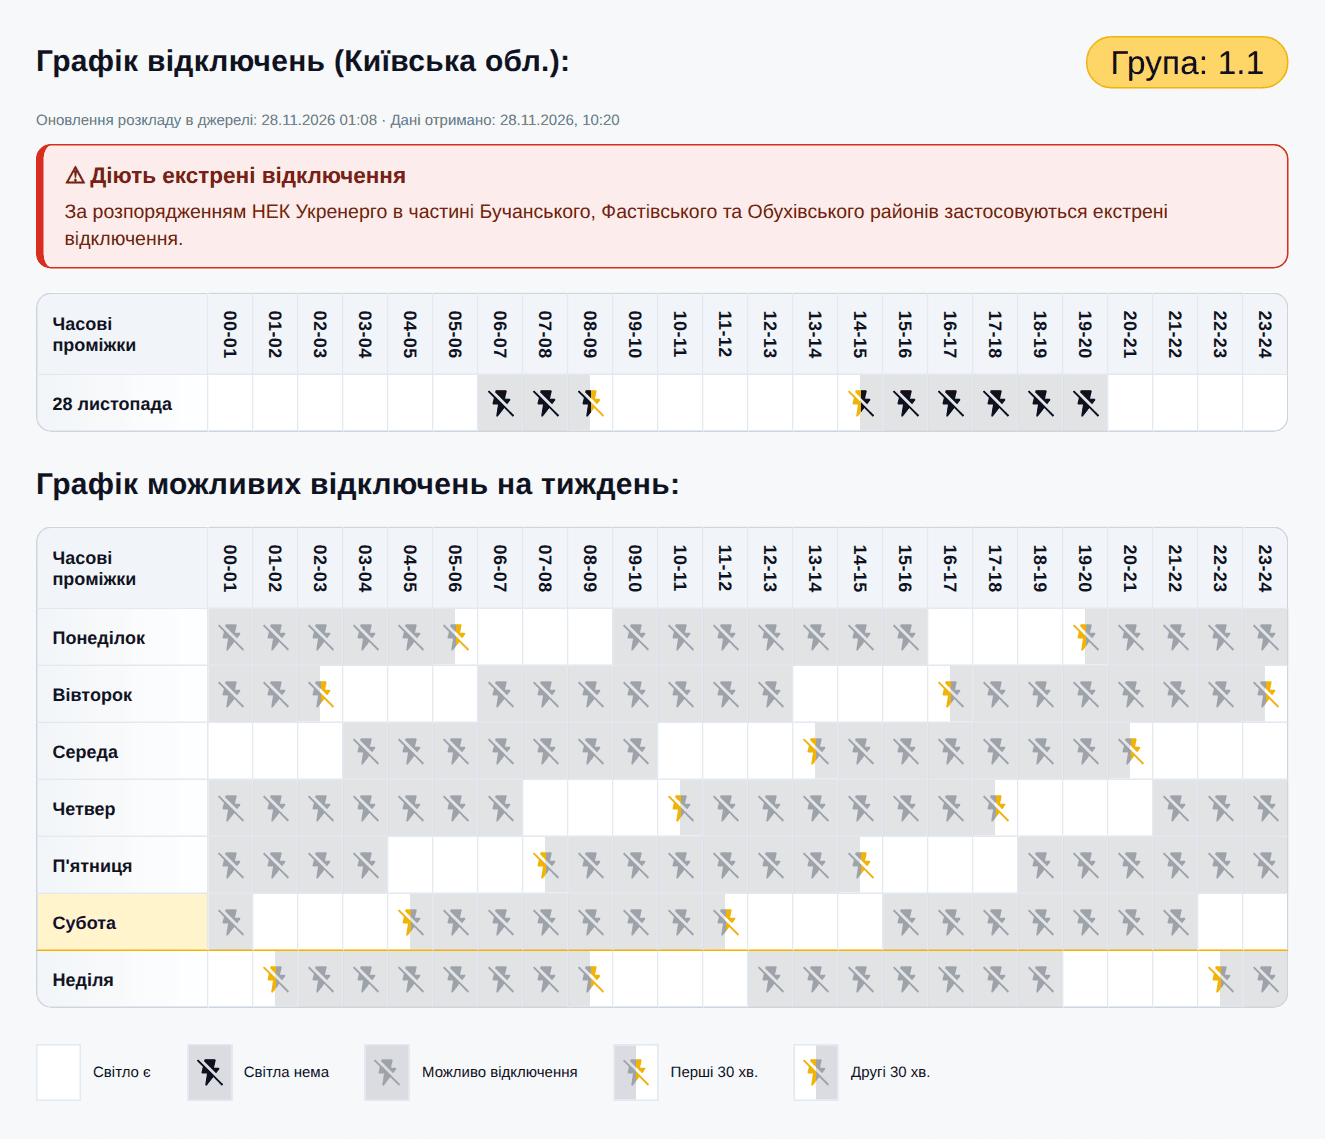 Графік відключень (Київська обл.):
Група: 1.1
Оновлення розкладу в джерелі: 28.11.2026 01:08 · Дані отримано: 28.11.2026, 10:20
⚠ Діють екстрені відключення
За розпорядженням НЕК Укренерго в частині Бучанського, Фастівського та Обухівського районів застосовуються екстрені
відключення.
Часові
проміжки
00-01 01-02 02-03 03-04 04-05 05-06 06-07 07-08 08-09 09-10 10-11 11-12 12-13 13-14 14-15 15-16 16-17 17-18 18-19 19-20 20-21 21-22 22-23 23-24
28 листопада
Графік можливих відключень на тиждень:
Часові
проміжки
00-01 01-02 02-03 03-04 04-05 05-06 06-07 07-08 08-09 09-10 10-11 11-12 12-13 13-14 14-15 15-16 16-17 17-18 18-19 19-20 20-21 21-22 22-23 23-24
Понеділок
Вівторок
Середа
Четвер
П'ятниця
Субота
Неділя
Світло є
Світла нема
Можливо відключення
Перші 30 хв.
Другі 30 хв.